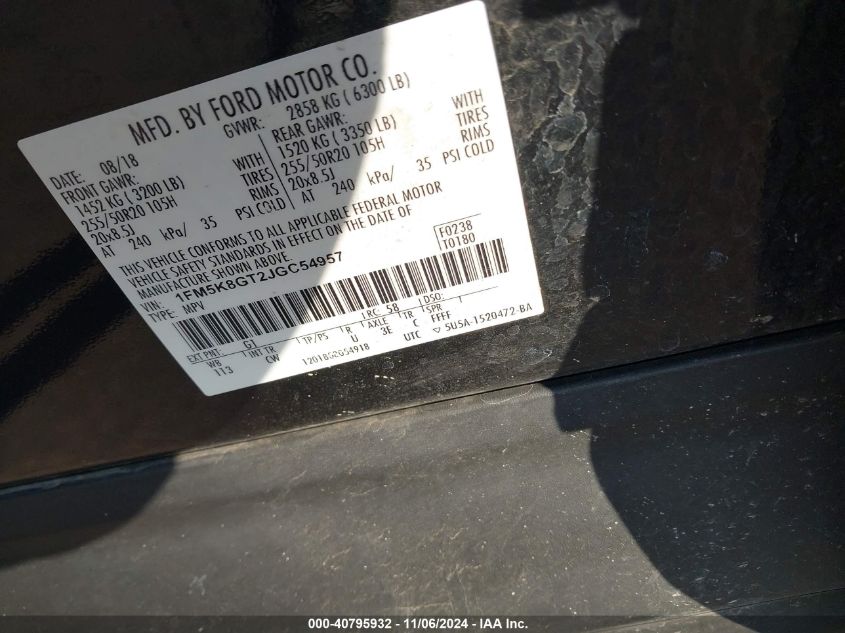 MFD. BY FORD MOTOR CO.
DATE: 08/18 GVWR: 2858 KG ( 6300 LB)
FRONT GAWR: WITH REAR GAWR: WITH
1452 KG (3200 LB) TIRES 1520 KG ( 3350 LB) TIRES
255/50R20 105H RIMS 255/50R20 105H RIMS
20x8.5J PSI COLD 20x8.5J PSI COLD
AT 240 kPa/ 35 AT 240 kPa/ 35
THIS VEHICLE CONFORMS TO ALL APPLICABLE FEDERAL MOTOR
VEHICLE SAFETY STANDARDS IN EFFECT ON THE DATE OF
MANUFACTURE SHOWN ABOVE.
VIN: 1FM5K8GT2JGC54957 F0238
TYPE: MPV T0180
EXT PNT: G1 RC: 58 DSO:
WB INT TR TP/PS R AXLE TR SPR
113 CW U 3E C FFFF
UTC ▽ SU5A-1520472-BA
000-40795932 - 11/06/2024 - IAA Inc.